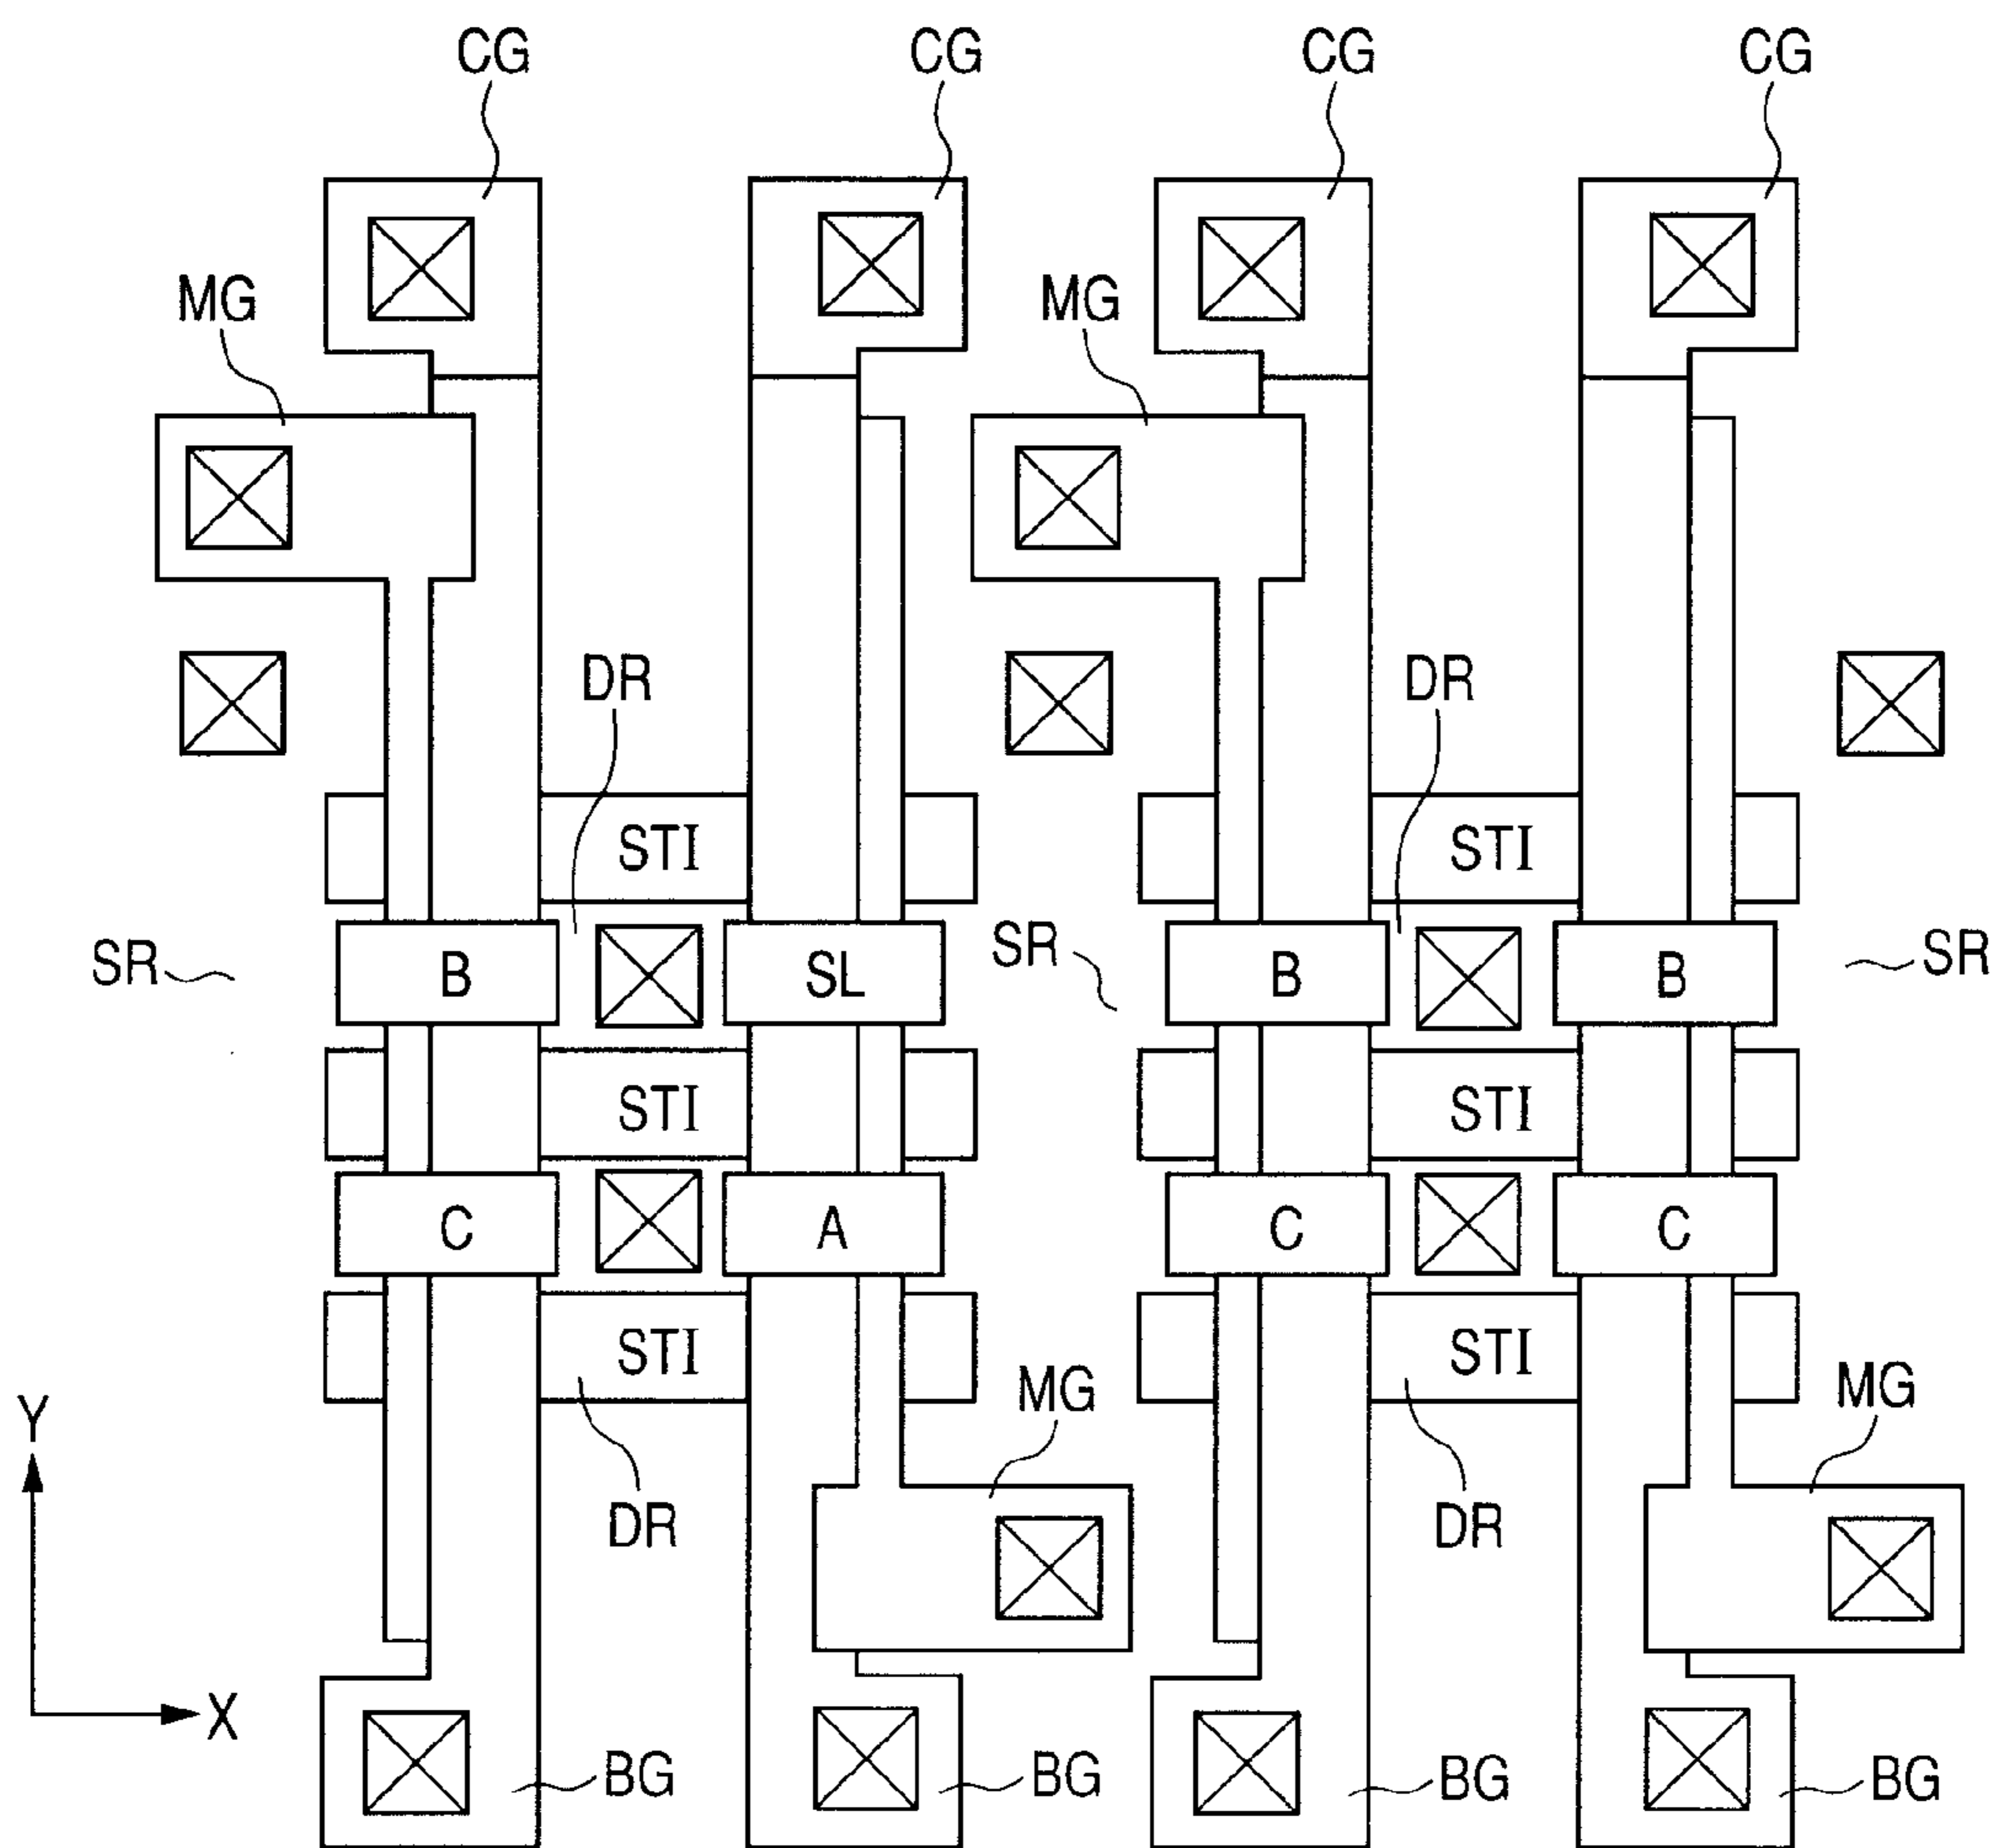 CG CG CG CG
MG MG
DR DR
STI STI
SR B SL SR B B SR
STI STI
C A C C
STI STI
MG MG
Y
DR DR
X
BG BG BG BG